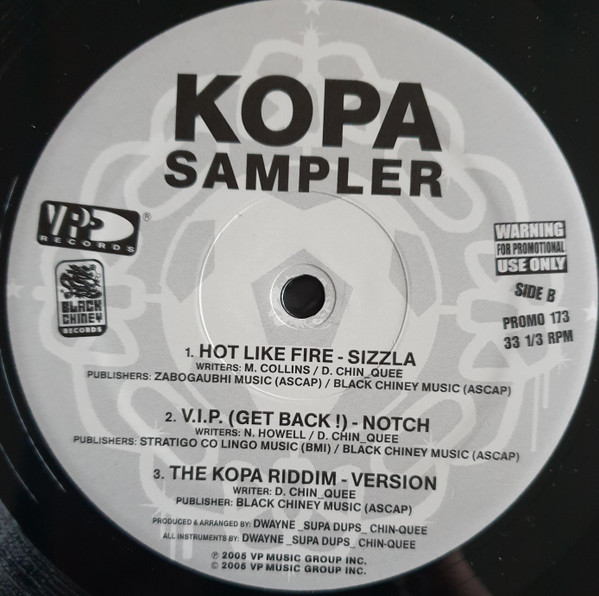 KOPA
SAMPLER
VP
RECORDS
®
BLACK
CHINEY
RECORDS
WARNING
FOR PROMOTIONAL
USE ONLY
SIDE B
PROMO 173
33 1/3 RPM
1. HOT LIKE FIRE - SIZZLA
WRITERS: M. COLLINS / D. CHIN_QUEE
PUBLISHERS: ZABOGAUBHI MUSIC (ASCAP) / BLACK CHINEY MUSIC (ASCAP)
2. V.I.P. (GET BACK !) - NOTCH
WRITERS: N. HOWELL / D. CHIN_QUEE
PUBLISHERS: STRATIGO CO LINGO MUSIC (BMI) / BLACK CHINEY MUSIC (ASCAP)
3. THE KOPA RIDDIM - VERSION
WRITER: D. CHIN_QUEE
PUBLISHER: BLACK CHINEY MUSIC (ASCAP)
PRODUCED & ARRANGED BY: DWAYNE _SUPA DUPS_ CHIN-QUEE
ALL INSTRUMENTS BY: DWAYNE _SUPA DUPS_ CHIN-QUEE
℗ 2005 VP MUSIC GROUP INC.
© 2005 VP MUSIC GROUP INC.